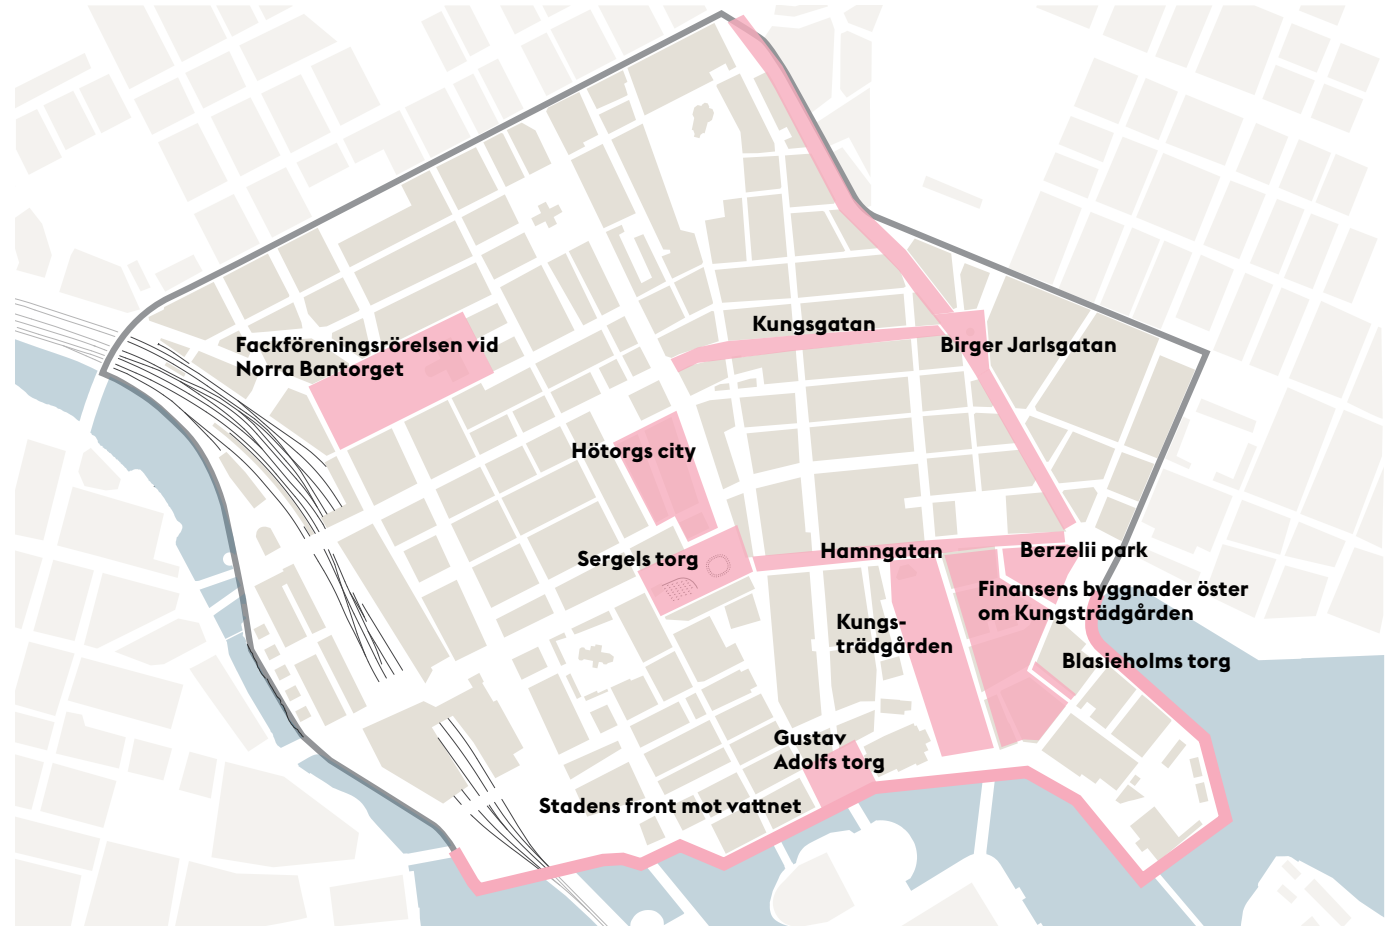 Kungsgatan
Fackföreningsrörelsen vid
Norra Bantorget
Birger Jarlsgatan
Hötorgs city
Sergels torg
Hamngatan
Berzelii park
Finansens byggnader öster
om Kungsträdgården
Kungs-
trädgården
Blasieholms torg
Gustav
Adolfs torg
Stadens front mot vattnet